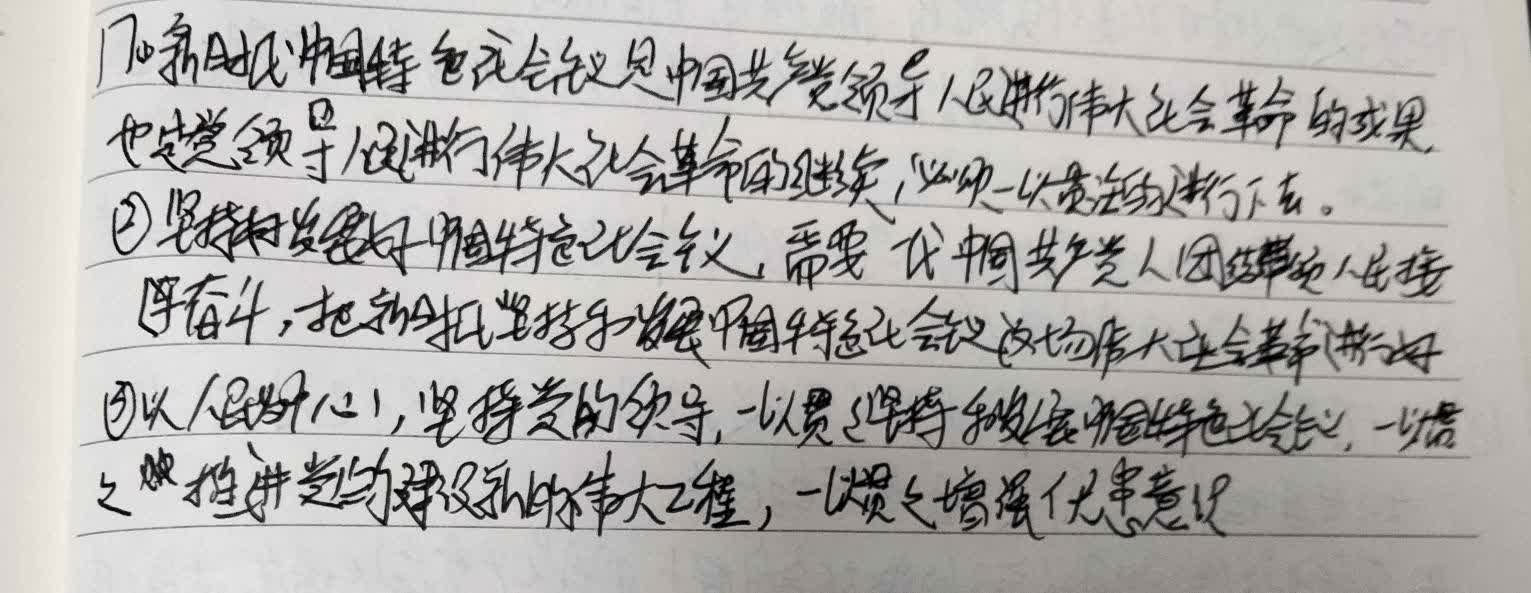 17、①新时代中国特色社会主义是中国共产党领导人民进行伟大社会革命的成果,
也是党领导人民进行伟大社会革命的继续,必须一以贯之的进行下去。
②坚持和发展好中国特色社会主义,需要一代代中国共产党人团结带领人民接
续奋斗,把新时代坚持和发展中国特色社会主义这场伟大社会革命进行好
③以人民为中心,坚持党的领导,一以贯之坚持和发展中国特色社会主义,一以贯
之推进党的建设新的伟大工程,一以贯之增强忧患意识